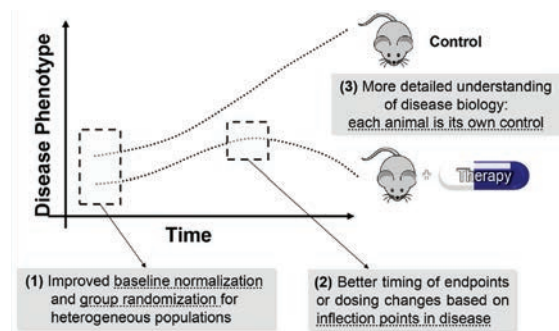 Disease Phenotype
Control
(3) More detailed understanding
of disease biology:
each animal is its own control
+ Therapy
Time
(1) Improved baseline normalization
and group randomization for
heterogeneous populations
(2) Better timing of endpoints
or dosing changes based on
inflection points in disease